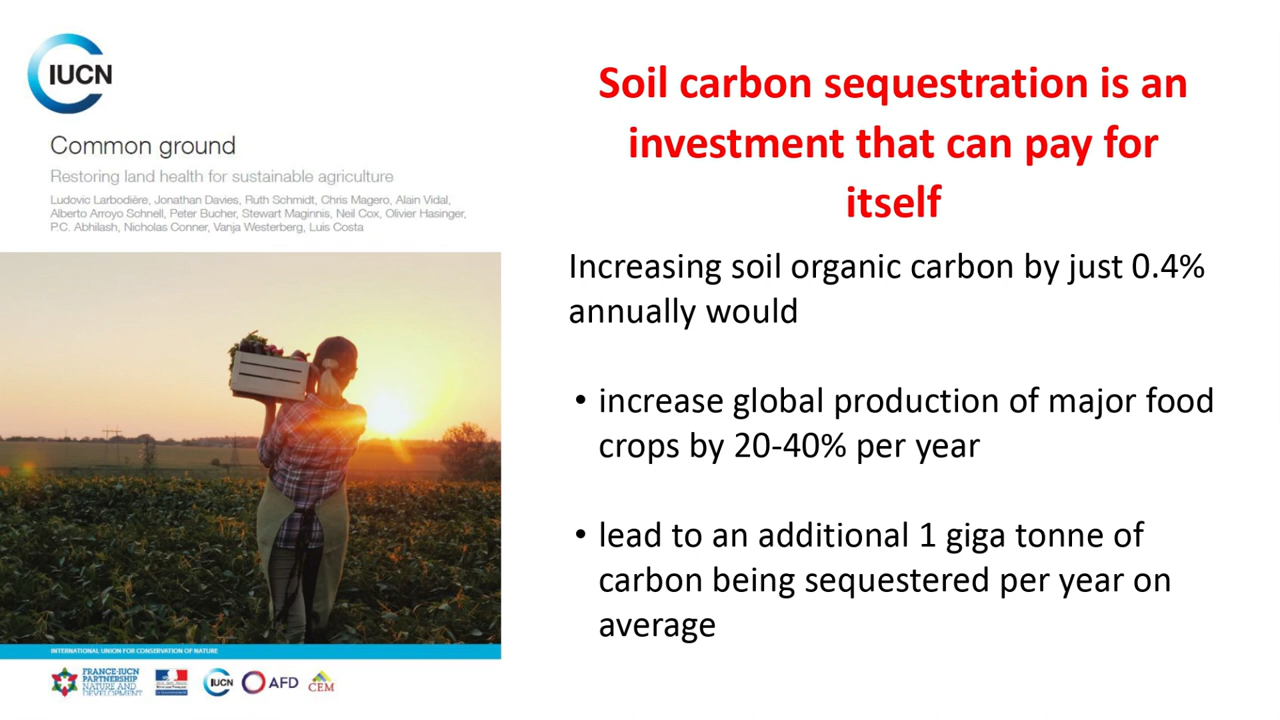 IUCN
Common ground
Restoring land health for sustainable agriculture
Ludovic Larbodière, Jonathan Davies, Ruth Schmidt, Chris Magero, Alain Vidal,
Alberto Arroyo Schnell, Peter Bucher, Stewart Maginnis, Neil Cox, Olivier Hasinger,
P.C. Abhilash, Nicholas Conner, Vanja Westerberg, Luis Costa
INTERNATIONAL UNION FOR CONSERVATION OF NATURE
FRANCE-IUCN
PARTNERSHIP
NATURE AND
DEVELOPMENT
IUCN
AFD
CEM
Soil carbon sequestration is an
investment that can pay for
itself
Increasing soil organic carbon by just 0.4%
annually would
• increase global production of major food
crops by 20-40% per year
• lead to an additional 1 giga tonne of
carbon being sequestered per year on
average